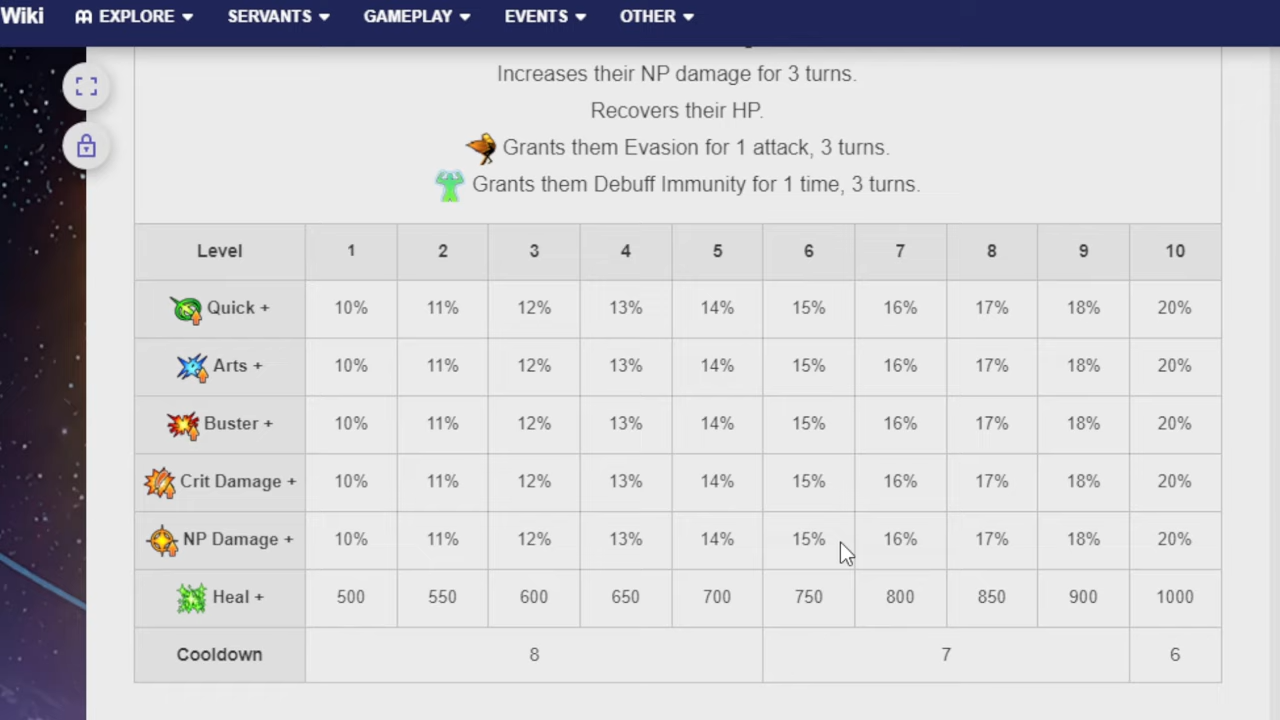 Wiki EXPLORE SERVANTS GAMEPLAY EVENTS OTHER
Increases their NP damage for 3 turns.
Recovers their HP.
Grants them Evasion for 1 attack, 3 turns.
Grants them Debuff Immunity for 1 time, 3 turns.
Level 1 2 3 4 5 6 7 8 9 10
Quick + 10% 11% 12% 13% 14% 15% 16% 17% 18% 20%
Arts + 10% 11% 12% 13% 14% 15% 16% 17% 18% 20%
Buster + 10% 11% 12% 13% 14% 15% 16% 17% 18% 20%
Crit Damage + 10% 11% 12% 13% 14% 15% 16% 17% 18% 20%
NP Damage + 10% 11% 12% 13% 14% 15% 16% 17% 18% 20%
Heal + 500 550 600 650 700 750 800 850 900 1000
Cooldown 8 7 6